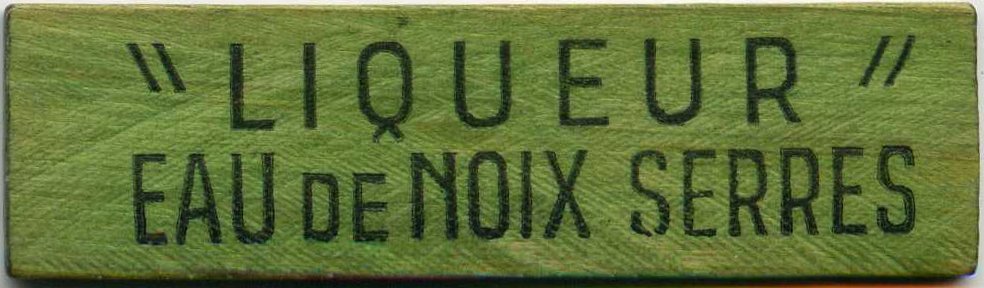 "LIQUEUR"
EAU DE NOIX SERRES